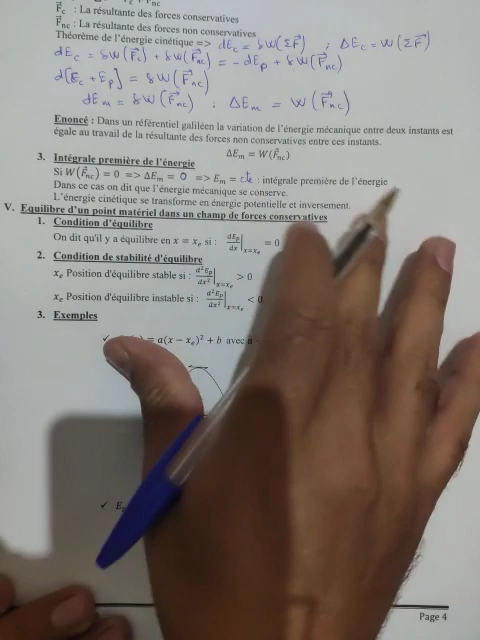 F⃗c : La résultante des forces conservatives
F⃗nc : La résultante des forces non conservatives
Théorème de l'énergie cinétique => dEc = δW(ΣF⃗) ; ΔEc = W(ΣF⃗)
dEc = δW(F⃗c) + δW(F⃗nc) = -dEp + δW(F⃗nc)
d[Ec + Ep] = δW(F⃗nc)
dEm = δW(F⃗nc) ; ΔEm = W(F⃗nc)
Enoncé : Dans un référentiel galiléen la variation de l'énergie mécanique entre deux instants est
égale au travail de la résultante des forces non conservatives entre ces instants.
ΔEm = W(F⃗nc)
3. Intégrale première de l'énergie
Si W(F⃗nc) = 0 => ΔEm = 0 => Em = cte : intégrale première de l'énergie
Dans ce cas on dit que l'énergie mécanique se conserve.
L'énergie cinétique se transforme en énergie potentielle et inversement.
V. Equilibre d'un point matériel dans un champ de forces conservatives
1. Condition d'équilibre
On dit qu'il y a équilibre en x = xe si : dEp/dx|x=xe = 0
2. Condition de stabilité d'équilibre
xe Position d'équilibre stable si : d²Ep/dx²|x=xe > 0
xe Position d'équilibre instable si : d²Ep/dx²|x=xe < 0
3. Exemples
✓ = a(x − xe)² + b avec
✓ E
Page 4